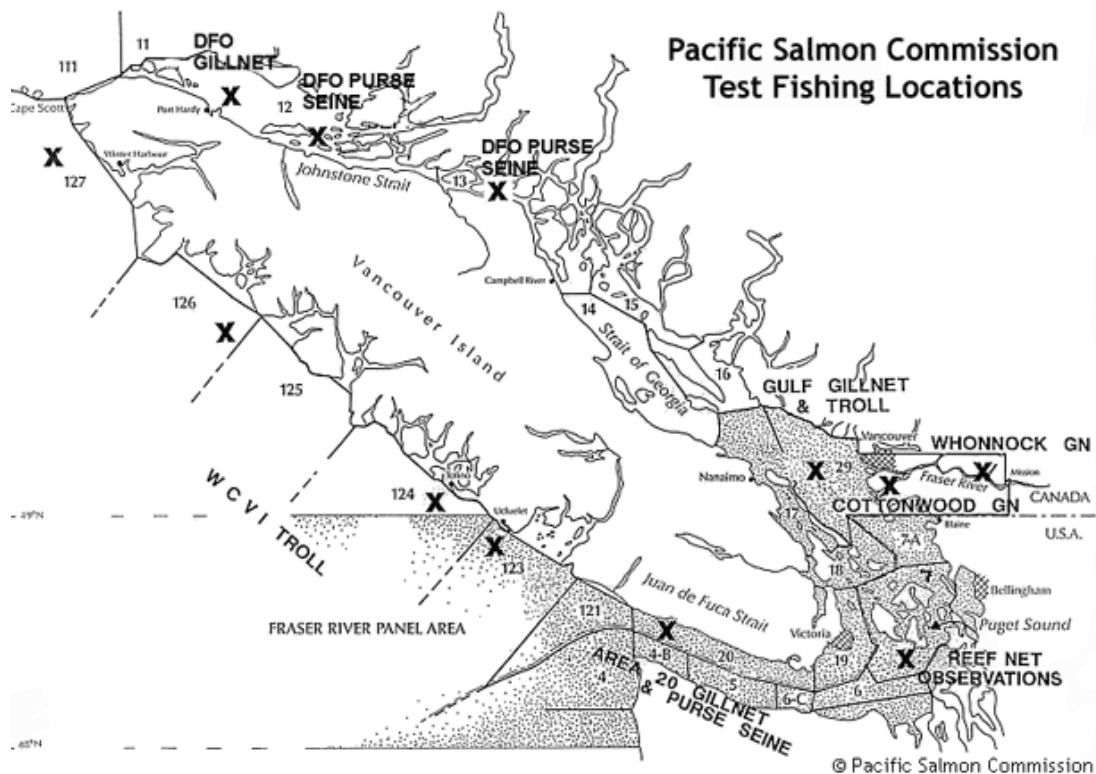 Pacific Salmon Commission
Test Fishing Locations
DFO
GILLNET
DFO PURSE
SEINE
DFO PURSE
SEINE
111
11
Cape Scott
Port Hardy
12
X
X
X
127
Winter Harbour
X
Johnstone Strait
13
Campbell River
126
X
Vancouver Island
14
15
Strait of Georgia
16
125
GULF GILLNET
& TROLL
Vancouver
WHONNOCK GN
29
X
X
X
Mission
Fraser River
CANADA
Nanaimo
COTTONWOOD GN
U.S.A.
Blaine
WCVI TROLL
124
X
Tofino
Ucluelet
X
123
17
7-A
18
7
Bellingham
FRASER RIVER PANEL AREA
121
Juan de Fuca Strait
Victoria
Puget Sound
X
4-B
20
19
X
REEF NET
OBSERVATIONS
4
5
6-C
6
AREA 20 GILLNET
& PURSE SEINE
© Pacific Salmon Commission